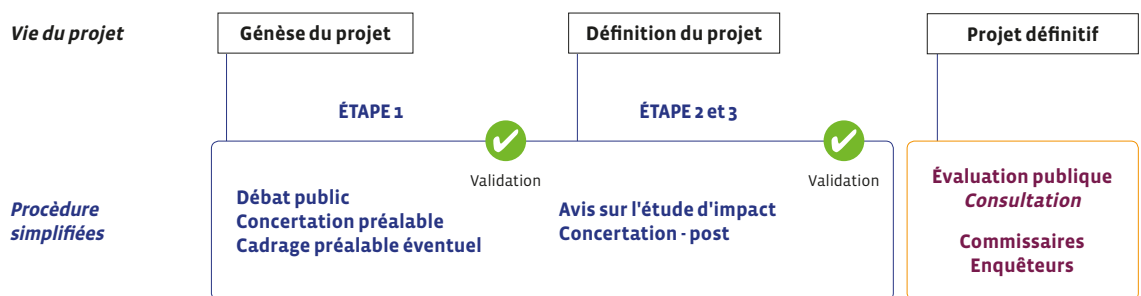 Vie du projet
Génèse du projet
Définition du projet
Projet définitif
ÉTAPE 1
ÉTAPE 2 et 3
Validation
Validation
Procèdure
simplifiées
Débat public
Concertation préalable
Cadrage préalable éventuel
Avis sur l'étude d'impact
Concertation - post
Évaluation publique
Consultation
Commissaires
Enquêteurs